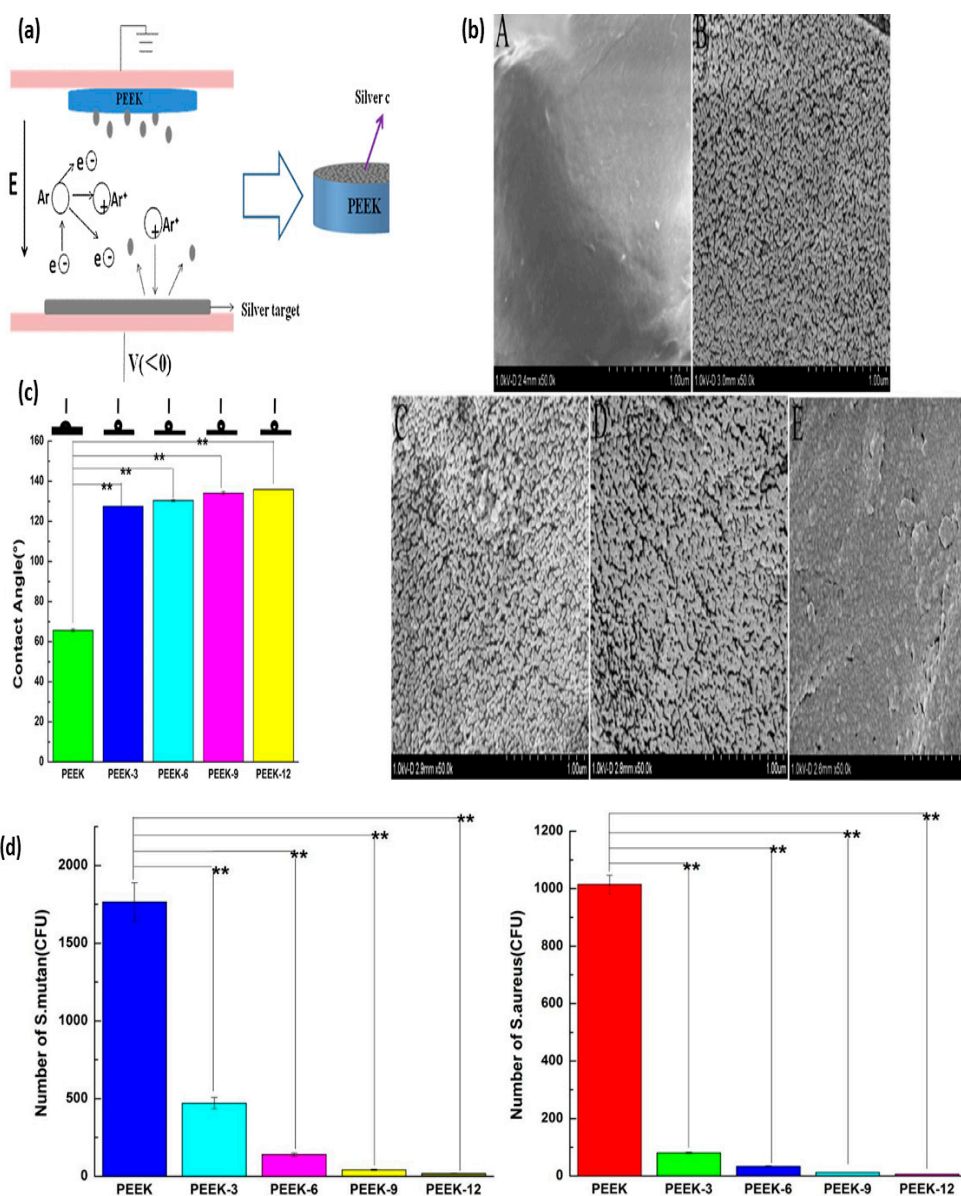 (a)
PEEK
E
e⊖
Ar
Ar⁺
e⊖
e⊖
Ar⁺
Silver target
V(<0)
Silver c
PEEK
(b)
A
1.0kV-D 2.4mm x50.0k 1.00um
B
1.0kV-D 3.0mm x50.0k 1.00um
C
1.0kV-D 2.9mm x50.0k 1.00um
D
1.0kV-D 2.8mm x50.0k 1.00um
E
1.0kV-D 2.6mm x50.0k 1.00um
(c)
Contact Angle(°)
160
140
120
100
80
60
40
20
0
**
**
**
**
PEEK PEEK-3 PEEK-6 PEEK-9 PEEK-12
(d)
Number of S.mutan(CFU)
2000
1750
1500
500
250
0
**
**
**
**
PEEK PEEK-3 PEEK-6 PEEK-9 PEEK-12
Number of S.aureus(CFU)
1200
1000
800
600
400
200
0
**
**
**
**
PEEK PEEK-3 PEEK-6 PEEK-9 PEEK-12